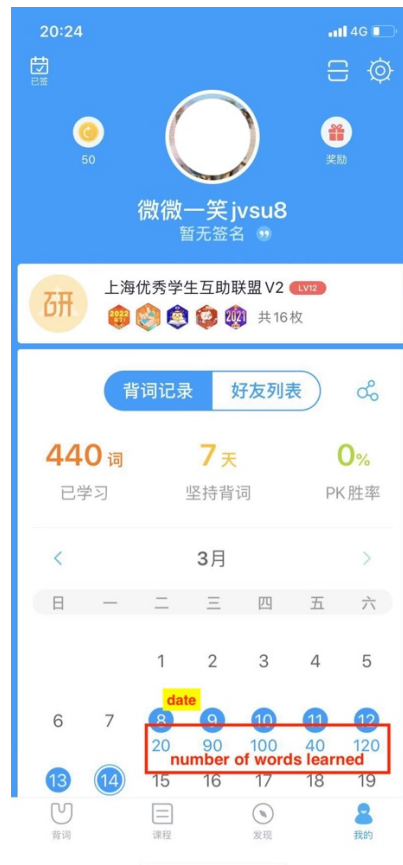 20:24
4G
已签
50
奖励
微微一笑jvsu8
暂无签名
研
上海优秀学生互助联盟V2 LV12
2022 2021 共16枚
背词记录 好友列表
440词 7天 0%
已学习 坚持背词 PK胜率
3月
日 一 二 三 四 五 六
1 2 3 4 5
date
6 7 8 9 10 11 12
20 90 100 40 120
number of words learned
13 14 15 16 17 18 19
背词 课程 发现 我的